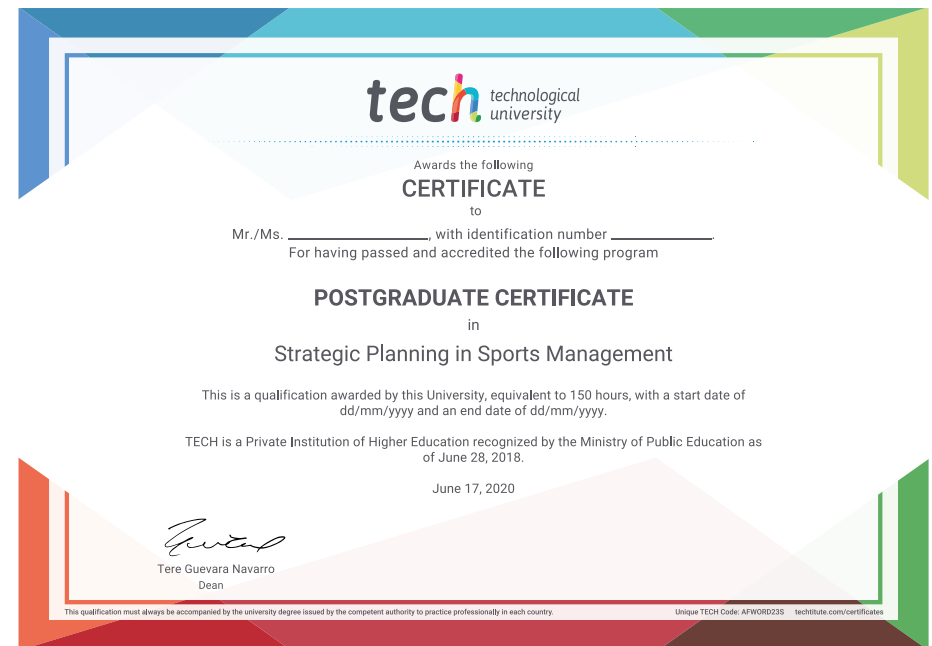 tech technological
university
Awards the following
CERTIFICATE
to
Mr./Ms. ____________________, with identification number ______________.
For having passed and accredited the following program
POSTGRADUATE CERTIFICATE
in
Strategic Planning in Sports Management
This is a qualification awarded by this University, equivalent to 150 hours, with a start date of
dd/mm/yyyy and an end date of dd/mm/yyyy.
TECH is a Private Institution of Higher Education recognized by the Ministry of Public Education as
of June 28, 2018.
June 17, 2020
Tere Guevara Navarro
Dean
This qualification must always be accompanied by the university degree issued by the competent authority to practice professionally in each country. Unique TECH Code: AFWORD23S techtitute.com/certificates